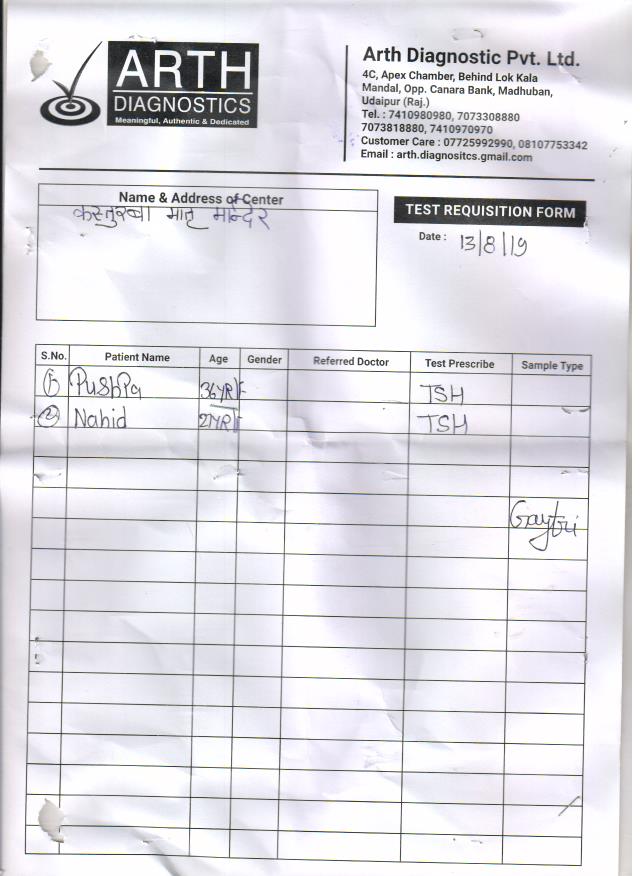 ARTH
DIAGNOSTICS
Meaningful, Authentic & Dedicated
Arth Diagnostic Pvt. Ltd.
4C, Apex Chamber, Behind Lok Kala
Mandal, Opp. Canara Bank, Madhuban,
Udaipur (Raj.)
Tel. : 7410980980, 7073308880
7073818880, 7410970970
Customer Care : 07725992990, 08107753342
Email : arth.diagnositcs.gmail.com
Name & Address of Center
कस्तुरबा मातृ मन्दिर
TEST REQUISITION FORM
Date : 13/8/19
S.No. Patient Name Age Gender Referred Doctor Test Prescribe Sample Type
1 Pushpa 36YR F TSH
2 Nahid F TSH
Gaytri